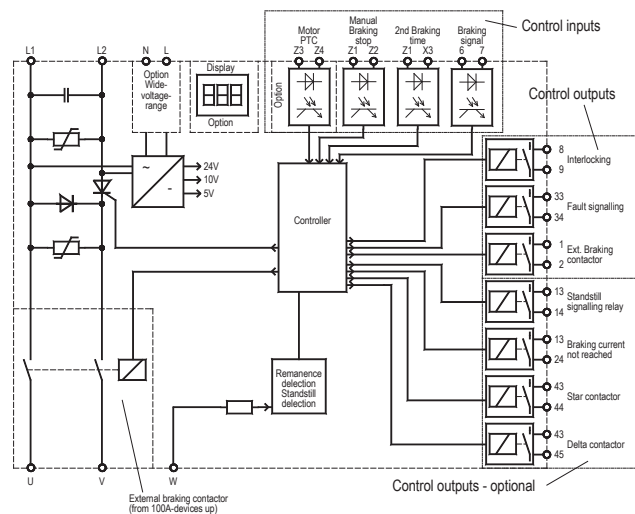 Control inputs
Motor
PTC
Z3 Z4
Manual
Braking
stop
Z1 Z2
2nd Braking
time
Z1 X3
Braking
signal
6 7
L1 L2 N L
Option
Wide-
voltage-
range
Display
Option
Option
Control outputs
~
-
24V
10V
5V
Controller
8
Interlocking
9
33
Fault signalling
34
1
Ext. Braking
contactor
2
13
Standstill
signalling relay
14
13
Braking current
not reached
24
43
Star contactor
44
43
Delta contactor
45
Remanence
delection
Standstill
delection
U V W
External braking contactor
(from 100A-devices up)
Control outputs - optional